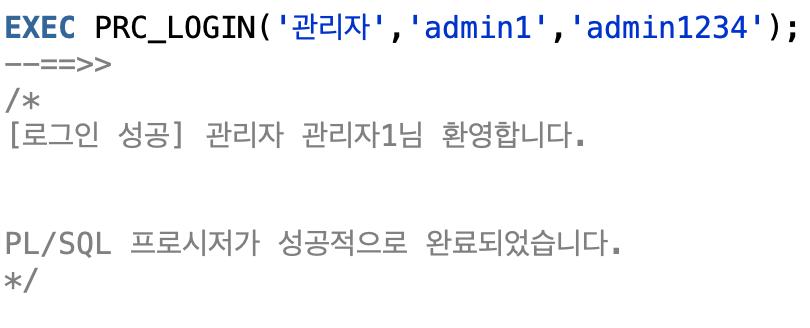 EXEC PRC_LOGIN('관리자','admin1','admin1234');
--==>>
/*
[로그인 성공] 관리자 관리자1님 환영합니다.
PL/SQL 프로시저가 성공적으로 완료되었습니다.
*/